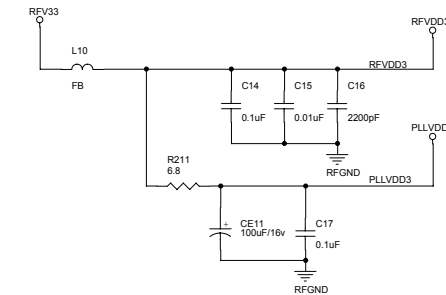 RFV33
RFVDD3
L10
RFVDD3
FB
C14
C15
C16
0.1uF
0.01uF
2200pF
PLLVDD
RFGND
R211
6.8
PLLVDD3
CE11
100uF/16v
C17
0.1uF
RFGND